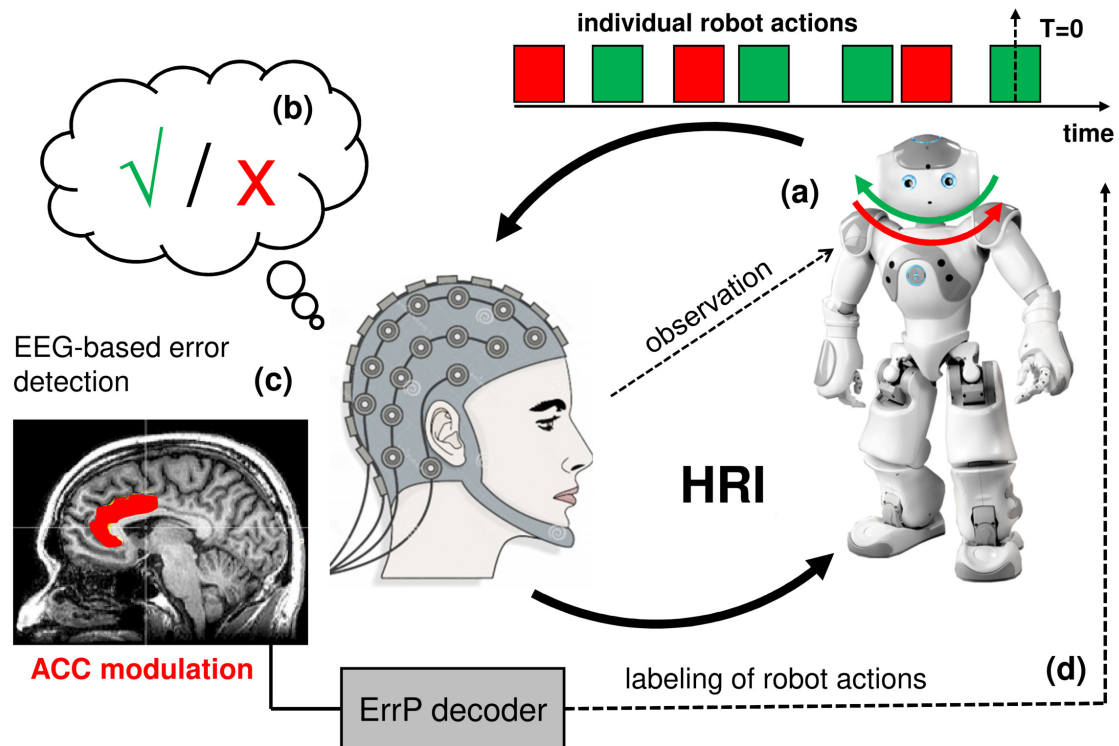 individual robot actions
T=0
time
(b)
√ / X
(a)
observation
EEG-based error
detection
(c)
HRI
ACC modulation
ErrP decoder
labeling of robot actions
(d)